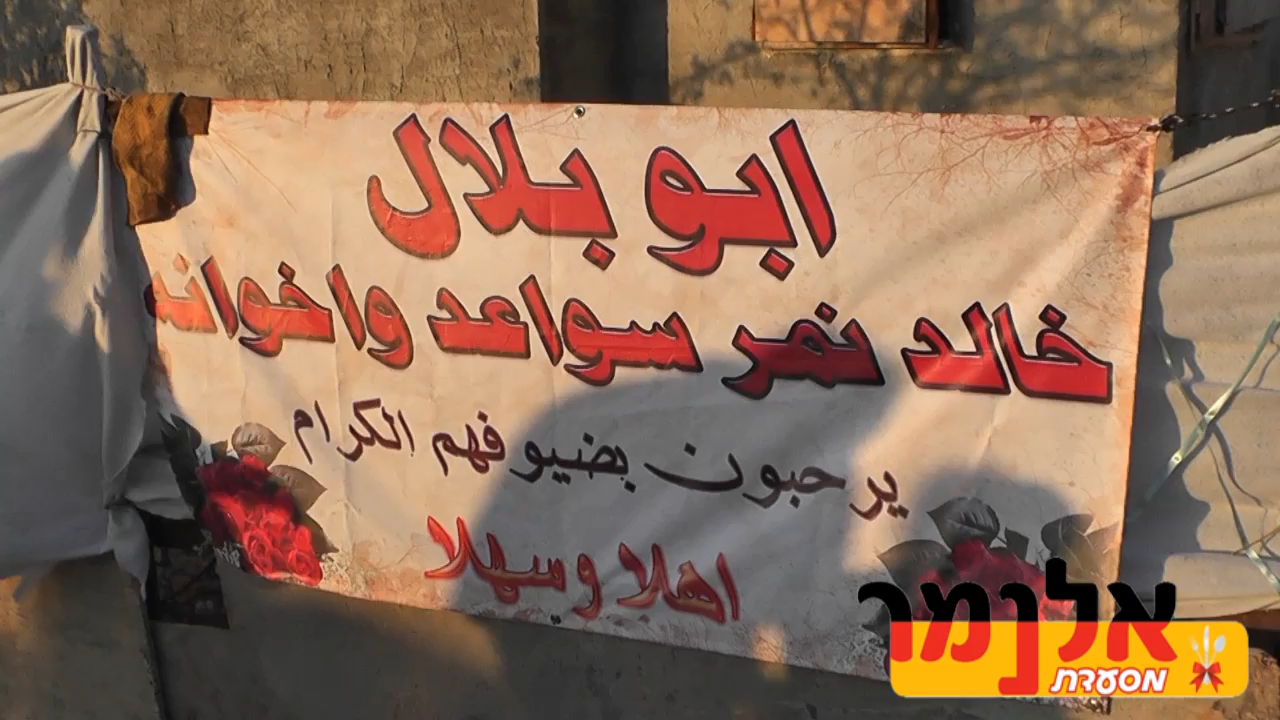 ابو بلال
خالد نمر سواعد واخوانه
يرحبون بضيوفهم الكرام
اهلا وسهلا
אלנמר
מסעדת